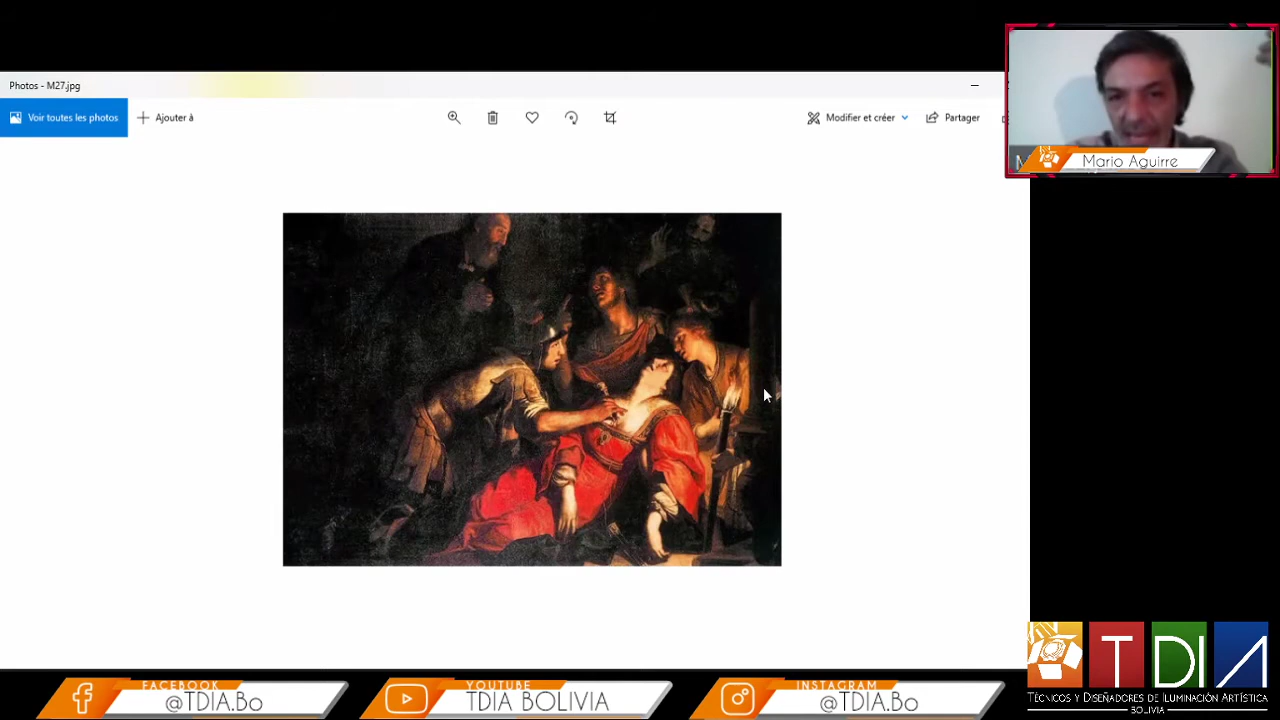 Photos - M27.jpg
Voir toutes les photos
Ajouter à
Modifier et créer
Partager
Mario Aguirre
FACEBOOK
@TDIA.Bo
YOUTUBE
TDIA BOLIVIA
INSTAGRAM
@TDIA.Bo
TDIA
TÉCNICOS Y DISEÑADORES DE ILUMINACIÓN ARTÍSTICA
BOLIVIA